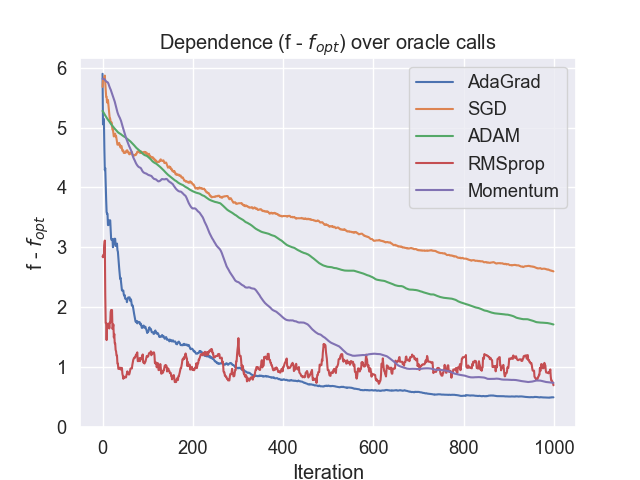 Dependence (f - f_opt) over oracle calls
f - f_opt
6
5
4
3
2
1
0
AdaGrad
SGD
ADAM
RMSprop
Momentum
0 200 400 600 800 1000
Iteration